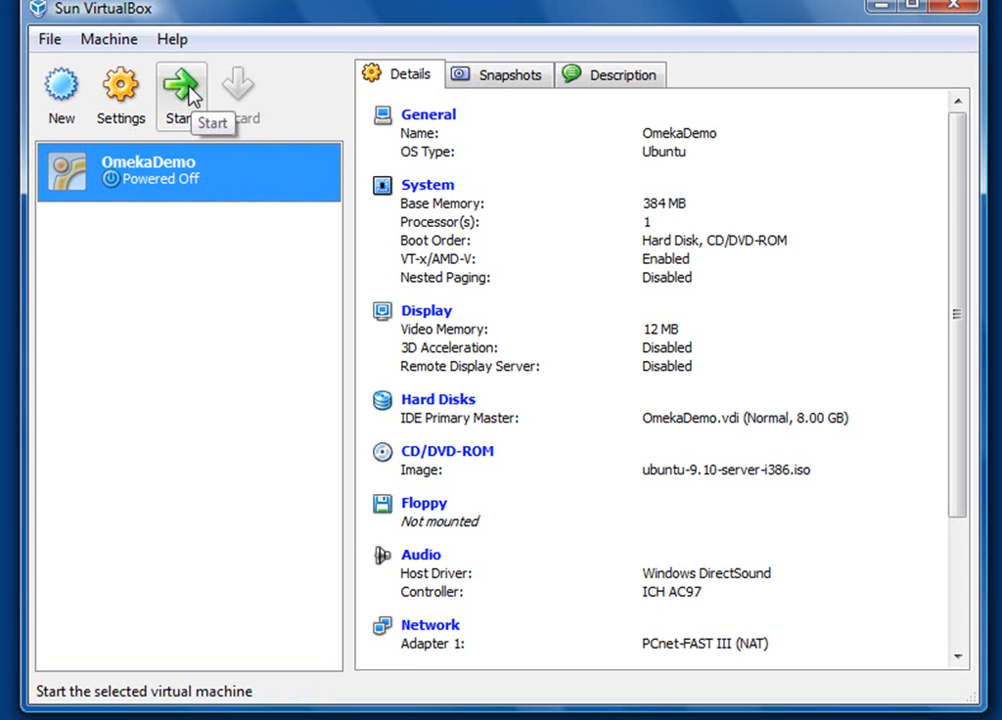 Sun VirtualBox
File Machine Help
New Settings Star card
Start
OmekaDemo
Powered Off
Details Snapshots Description
General
Name: OmekaDemo
OS Type: Ubuntu
System
Base Memory: 384 MB
Processor(s): 1
Boot Order: Hard Disk, CD/DVD-ROM
VT-x/AMD-V: Enabled
Nested Paging: Disabled
Display
Video Memory: 12 MB
3D Acceleration: Disabled
Remote Display Server: Disabled
Hard Disks
IDE Primary Master: OmekaDemo.vdi (Normal, 8.00 GB)
CD/DVD-ROM
Image: ubuntu-9.10-server-i386.iso
Floppy
Not mounted
Audio
Host Driver: Windows DirectSound
Controller: ICH AC97
Network
Adapter 1: PCnet-FAST III (NAT)
Start the selected virtual machine